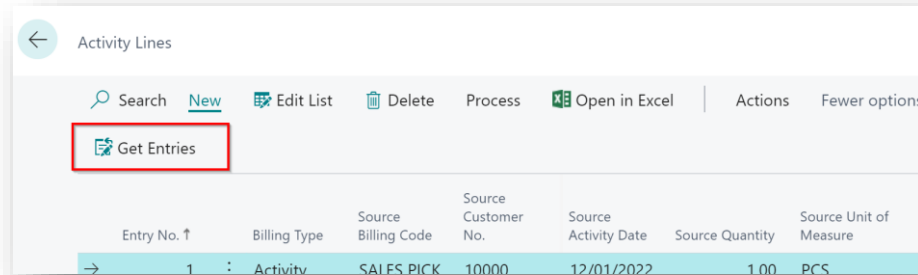 Activity Lines
Search New Edit List Delete Process Open in Excel Actions Fewer options
Get Entries
Entry No. ↑ Billing Type Source Billing Code Source Customer No. Source Activity Date Source Quantity Source Unit of Measure
1 Activity SALES PICK 10000 12/01/2022 1.00 PCS